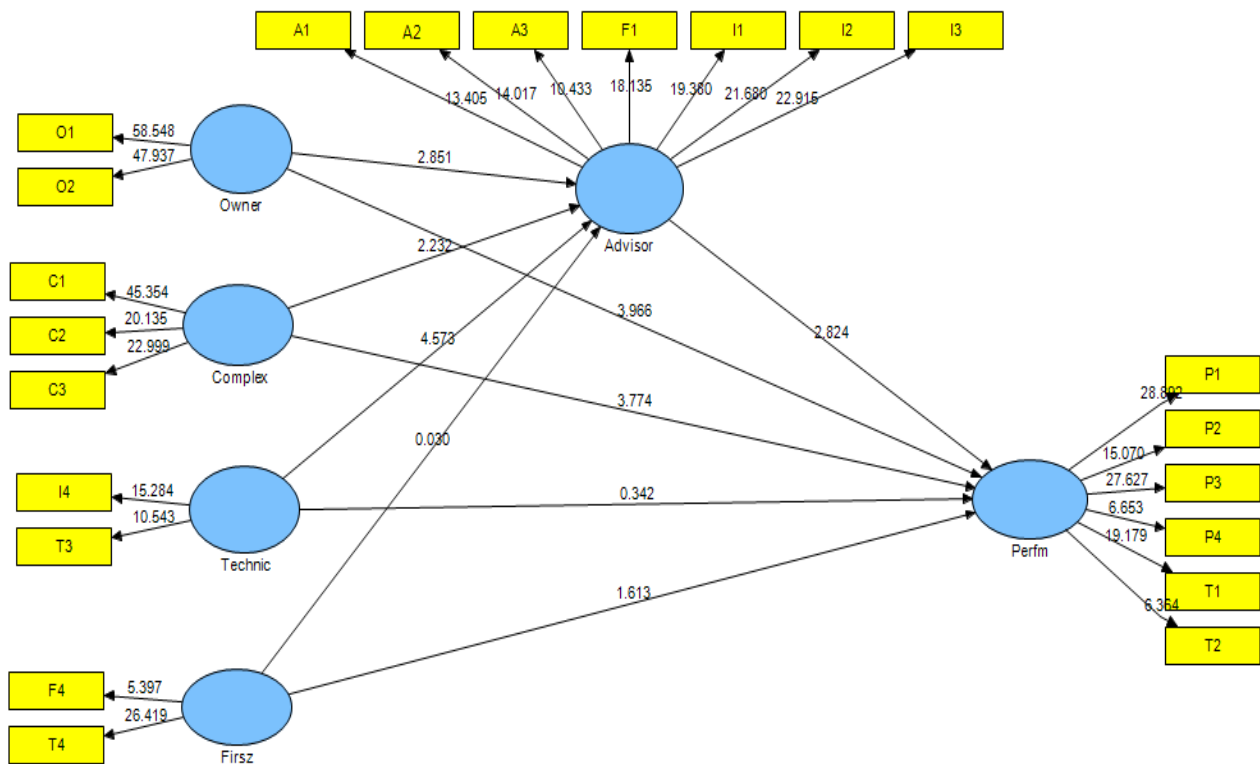 A1
A2
A3
F1
I1
I2
I3
13.405
14.017
10.433
18.135
19.380
21.680
22.915
O1
O2
58.548
47.937
Owner
2.851
Advisor
C1
C2
C3
45.354
20.135
22.999
Complex
2.232
3.966
2.824
4.573
3.774
0.030
I4
T3
15.284
10.543
Technic
0.342
1.613
F4
T4
5.397
26.419
Firsz
Perfm
P1
P2
P3
P4
T1
T2
28.892
15.070
27.627
6.653
19.179
6.354